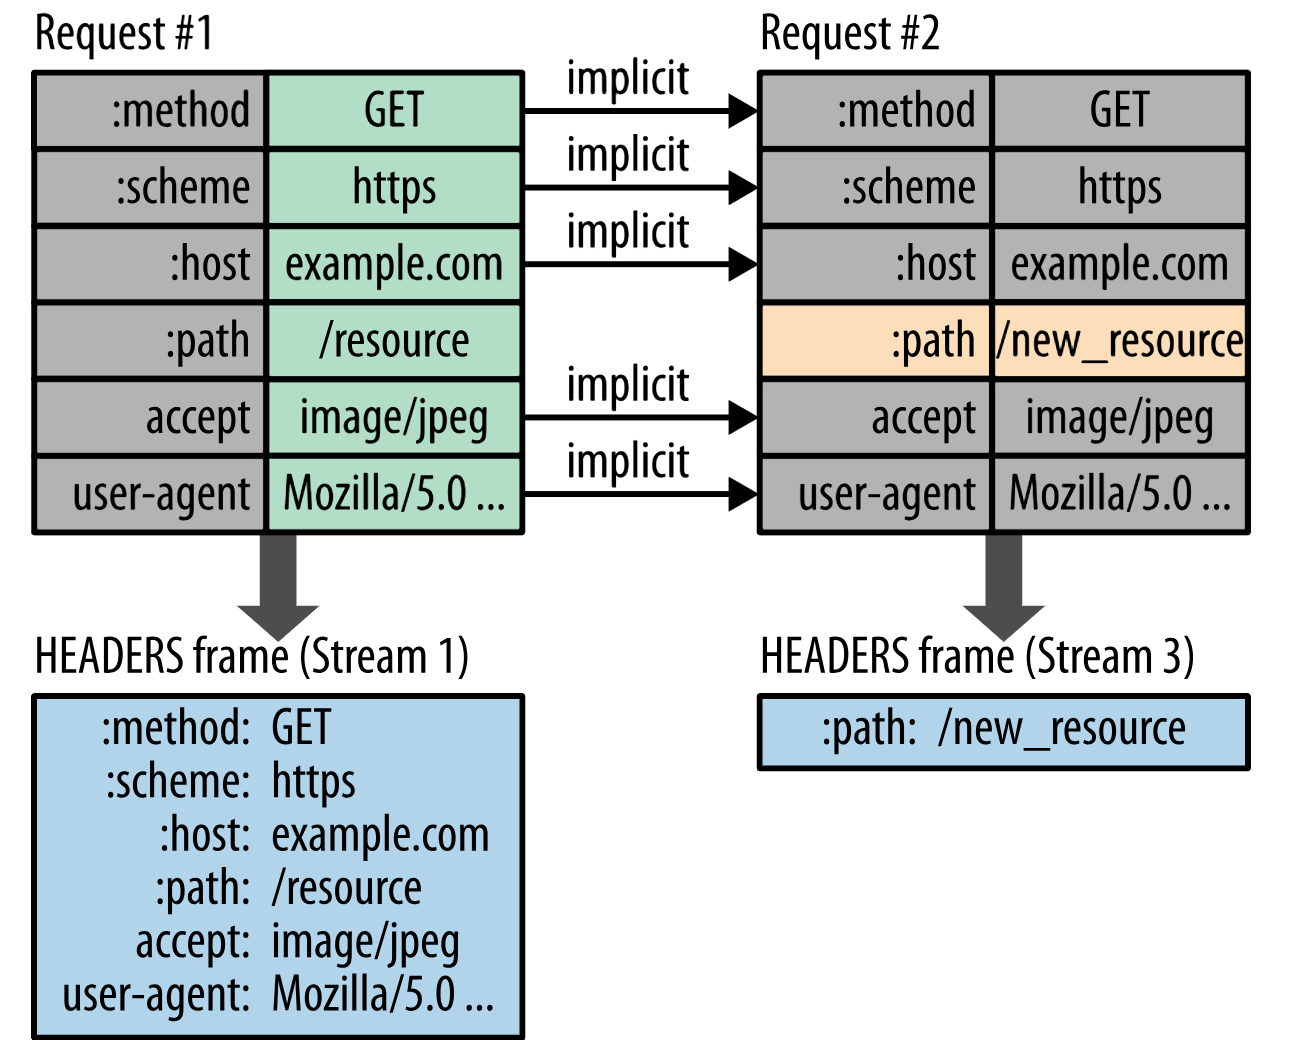 Request #1
:method GET
:scheme https
:host example.com
:path /resource
accept image/jpeg
user-agent Mozilla/5.0 ...
implicit
implicit
implicit
implicit
implicit
Request #2
:method GET
:scheme https
:host example.com
:path /new_resource
accept image/jpeg
user-agent Mozilla/5.0 ...
HEADERS frame (Stream 1)
:method: GET
:scheme: https
:host: example.com
:path: /resource
accept: image/jpeg
user-agent: Mozilla/5.0 ...
HEADERS frame (Stream 3)
:path: /new_resource